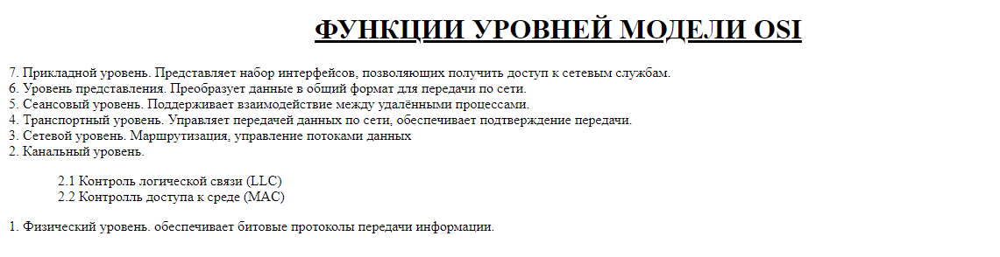 ФУНКЦИИ УРОВНЕЙ МОДЕЛИ OSI
7. Прикладной уровень. Представляет набор интерфейсов, позволяющих получить доступ к сетевым службам.
6. Уровень представления. Преобразует данные в общий формат для передачи по сети.
5. Сеансовый уровень. Поддерживает взаимодействие между удалёнными процессами.
4. Транспортный уровень. Управляет передачей данных по сети, обеспечивает подтверждение передачи.
3. Сетевой уровень. Маршрутизация, управление потоками данных
2. Канальный уровень.
2.1 Контроль логической связи (LLC)
2.2 Контролль доступа к среде (MAC)
1. Физический уровень. обеспечивает битовые протоколы передачи информации.